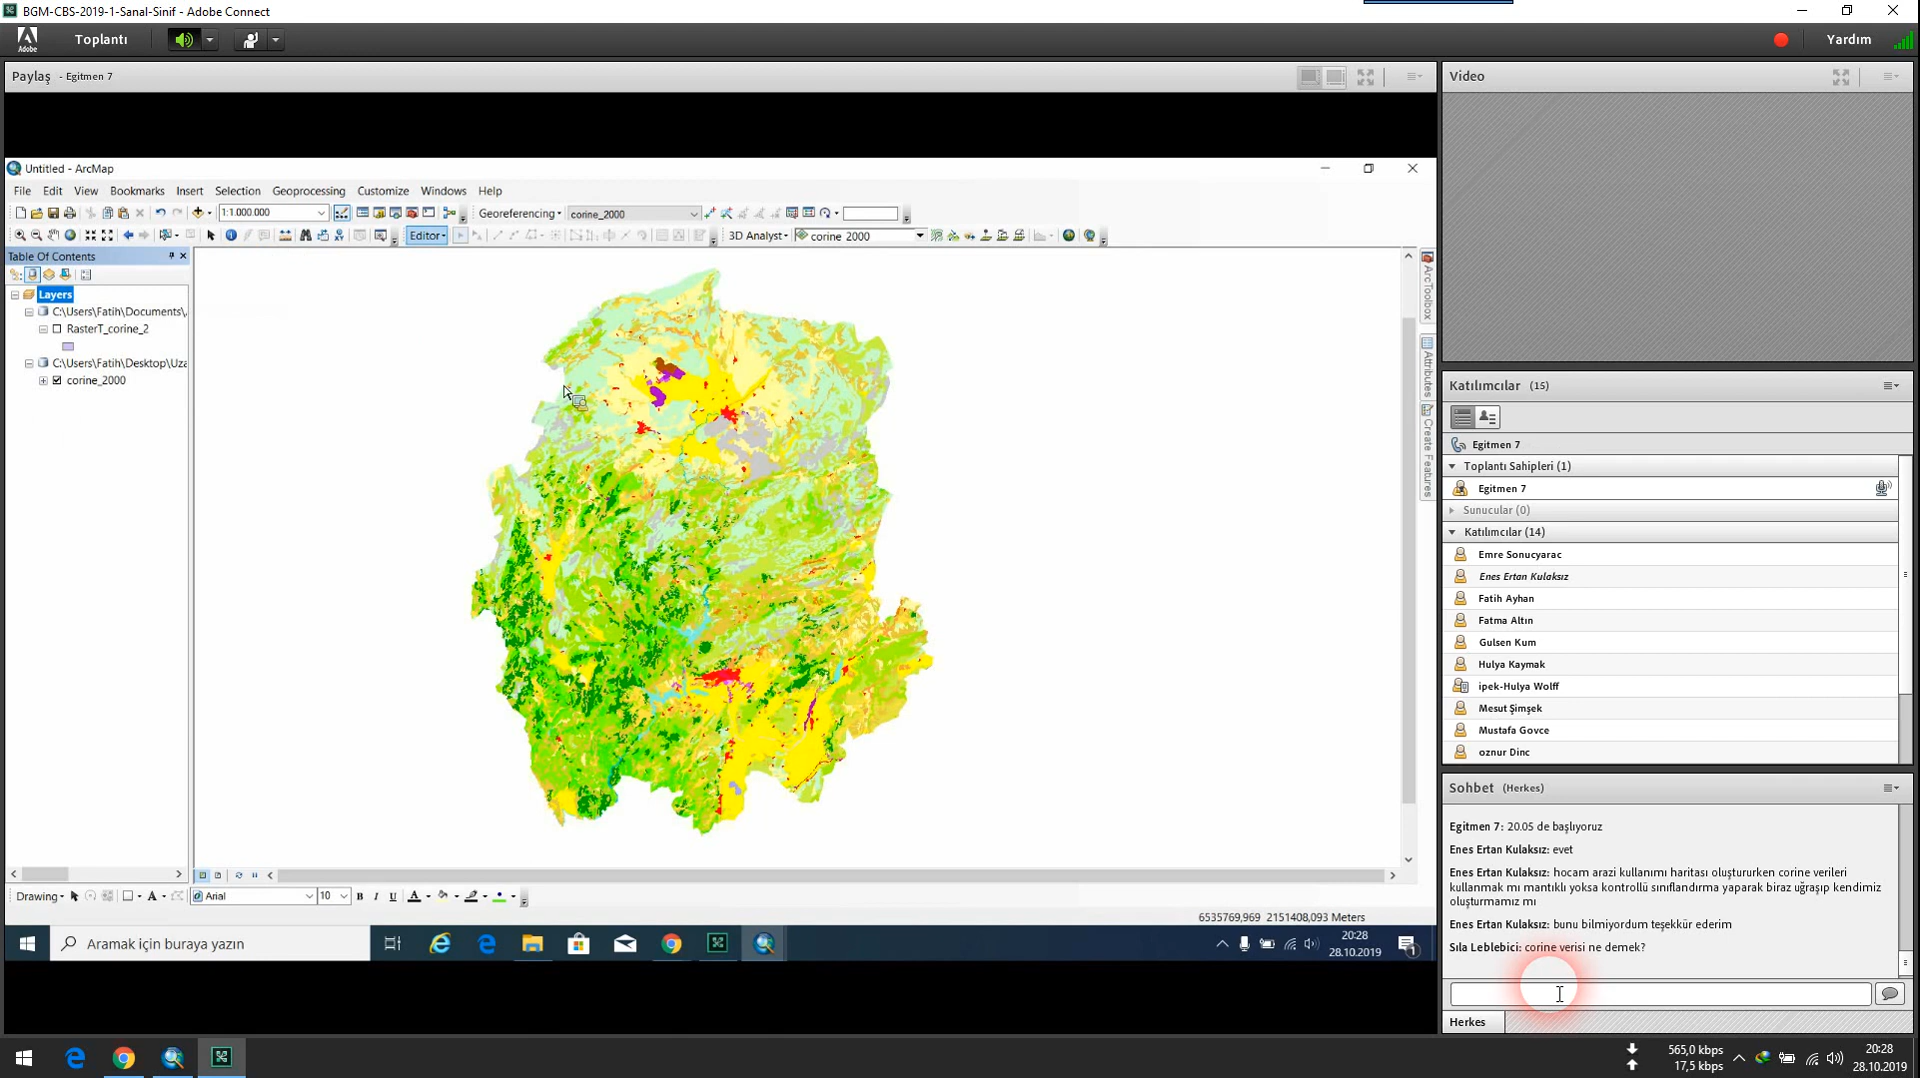 BGM-CBS-2019-1-Sanal-Sinif - Adobe Connect
Adobe
Toplantı
Yardım
Paylaş - Egitmen 7
Untitled - ArcMap
File Edit View Bookmarks Insert Selection Geoprocessing Customize Windows Help
1:1.000.000
Georeferencing
corine_2000
Editor
3D Analyst
corine 2000
Table Of Contents
Layers
C:\Users\Fatih\Documents\
RasterT_corine_2
C:\Users\Fatih\Desktop\Uza
corine_2000
ArcToolbox
Attributes
Create Features
Drawing
A
Arial
10
B I U A
6535769,969 2151408,093 Meters
Aramak için buraya yazın
20:28
28.10.2019
1
Video
Katılımcılar (15)
Egitmen 7
Toplantı Sahipleri (1)
Egitmen 7
Sunucular (0)
Katılımcılar (14)
Emre Sonucyarac
Enes Ertan Kulaksız
Fatih Ayhan
Fatma Altın
Gulsen Kum
Hulya Kaymak
ipek-Hulya Wolff
Mesut Şimşek
Mustafa Govce
oznur Dinc
Sohbet (Herkes)
Egitmen 7: 20.05 de başlıyoruz
Enes Ertan Kulaksız: evet
Enes Ertan Kulaksız: hocam arazi kullanımı haritası oluştururken corine verileri
kullanmak mı mantıklı yoksa kontrollü sınıflandırma yaparak biraz uğraşıp kendimiz
oluşturmamız mı
Enes Ertan Kulaksız: bunu bilmiyordum teşekkür ederim
Sıla Leblebici: corine verisi ne demek?
Herkes
565,0 kbps
17,5 kbps
20:28
28.10.2019